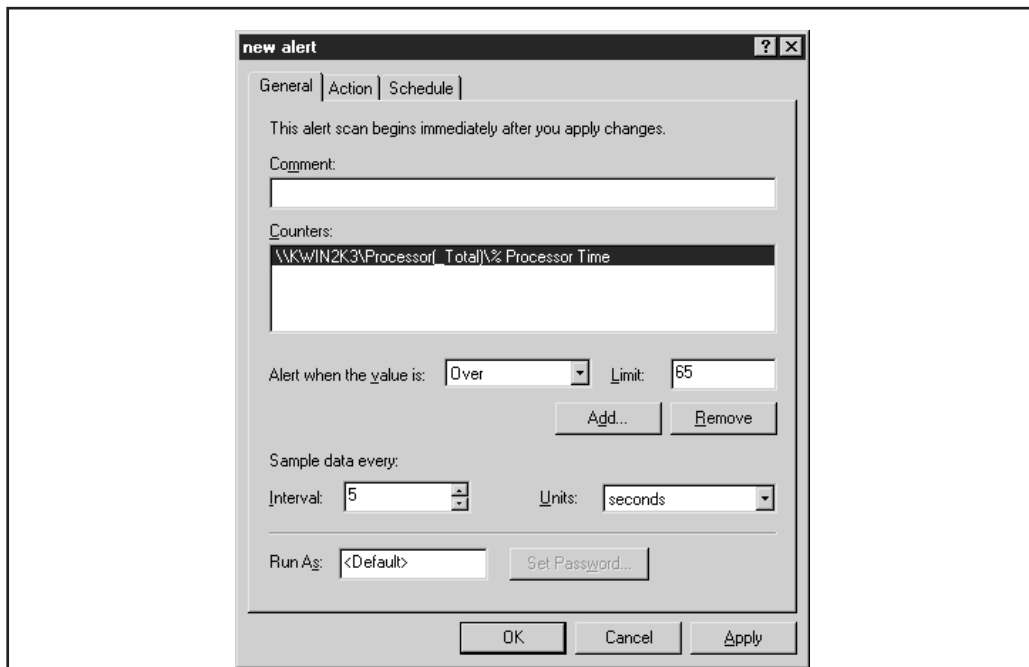 new alert
General Action Schedule
This alert scan begins immediately after you apply changes.
Comment:
Counters:
\\KWIN2K3\Processor(_Total)\% Processor Time
Alert when the value is: Over Limit: 65
Add... Remove
Sample data every:
Interval: 5 Units: seconds
Run As: <Default> Set Password...
OK Cancel Apply